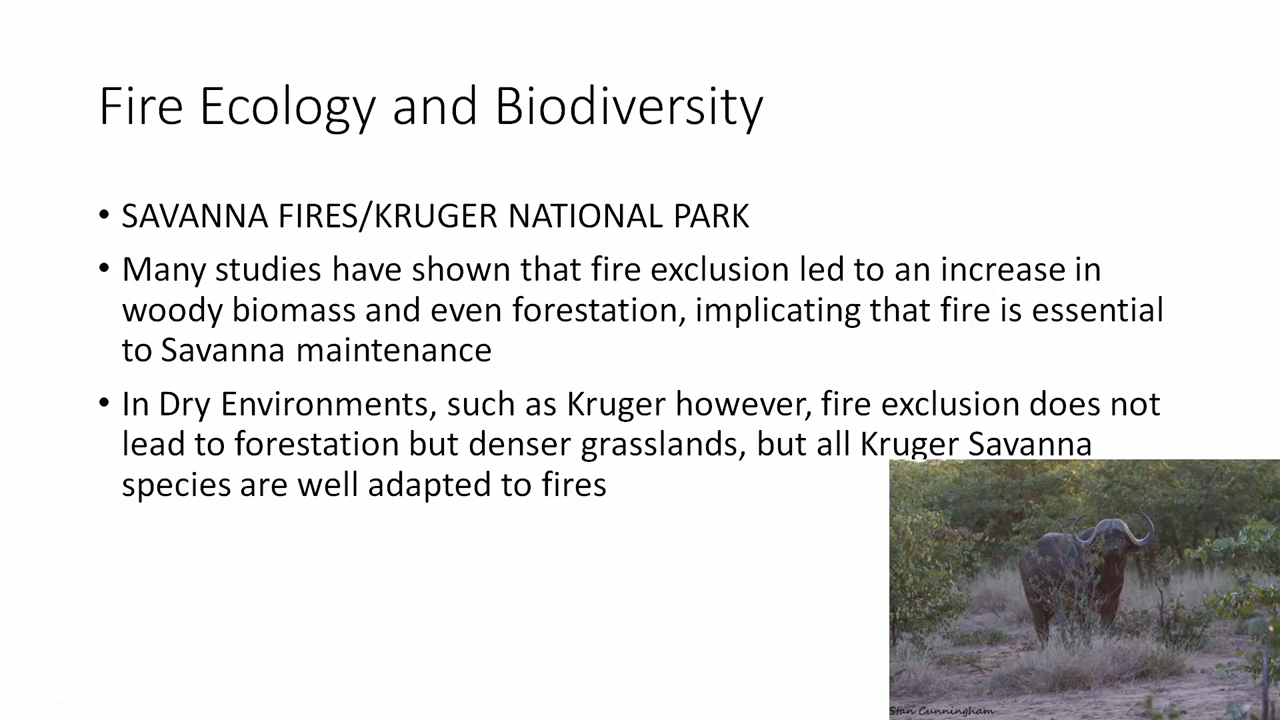 Fire Ecology and Biodiversity
• SAVANNA FIRES/KRUGER NATIONAL PARK
• Many studies have shown that fire exclusion led to an increase in
woody biomass and even forestation, implicating that fire is essential
to Savanna maintenance
• In Dry Environments, such as Kruger however, fire exclusion does not
lead to forestation but denser grasslands, but all Kruger Savanna
species are well adapted to fires
Stan Cunningham